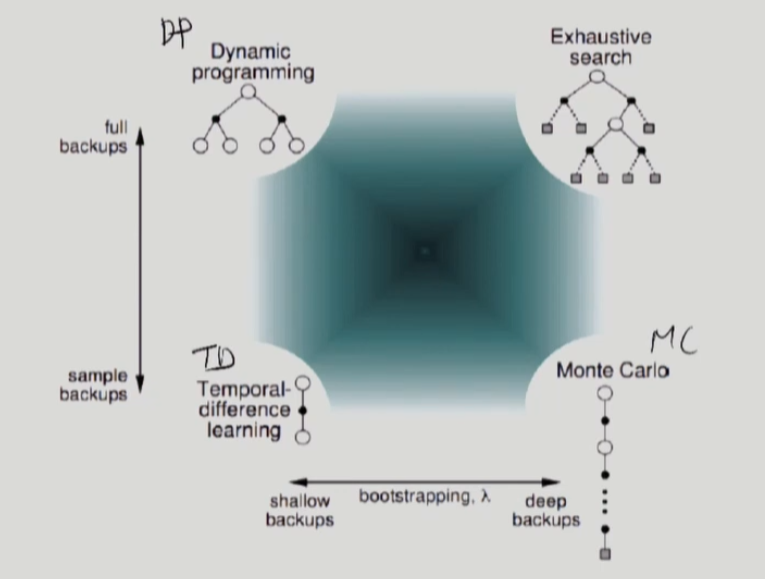 DP
Dynamic
programming
Exhaustive
search
full
backups
sample
backups
TD
Temporal-
difference
learning
MC
Monte Carlo
shallow
backups
bootstrapping, λ
deep
backups